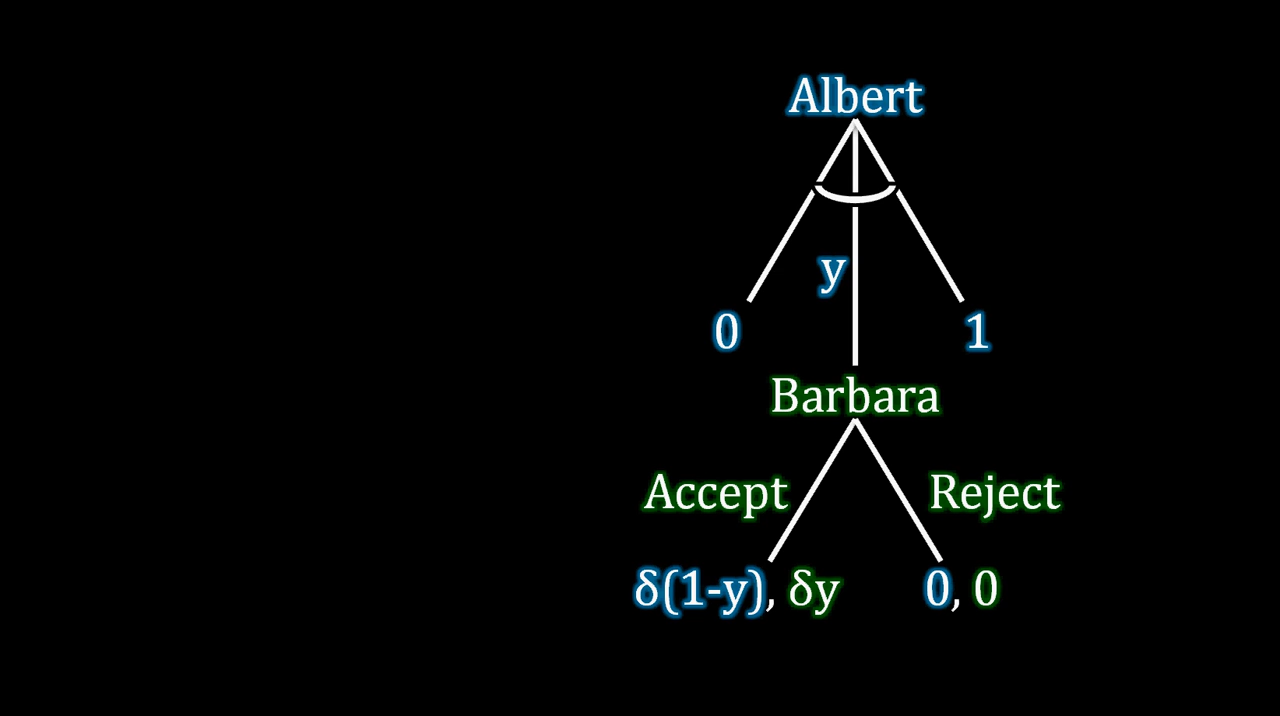 Albert
y
0 1
Barbara
Accept Reject
δ(1-y), δy 0, 0